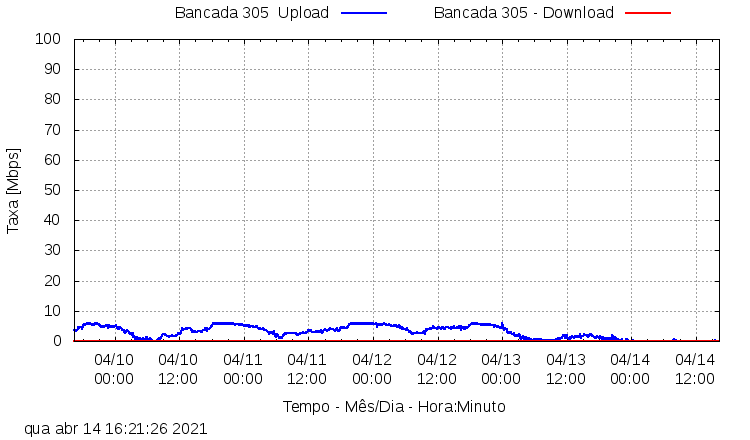 Bancada 305  Upload
Bancada 305 - Download
100
90
80
70
60
50
40
30
20
10
0
Taxa [Mbps]
04/10 04/10 04/11 04/11 04/12 04/12 04/13 04/13 04/14 04/14
00:00 12:00 00:00 12:00 00:00 12:00 00:00 12:00 00:00 12:00
Tempo - Mês/Dia - Hora:Minuto
qua abr 14 16:21:26 2021